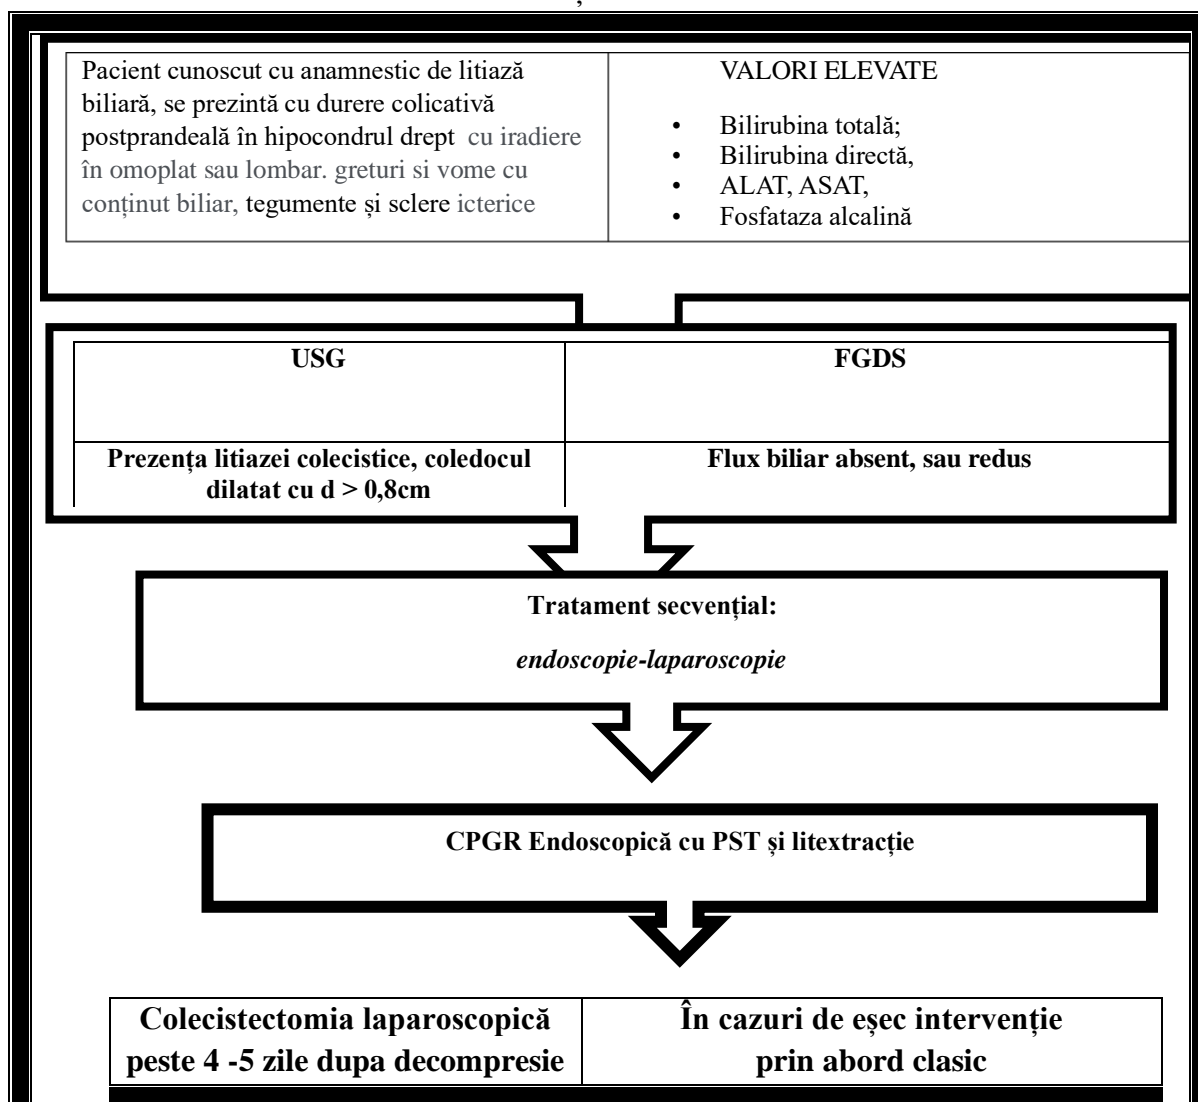 Pacient cunoscut cu anamnestic de litiază
biliară, se prezintă cu durere colicativă
postprandeală în hipocondrul drept cu iradiere
în omoplat sau lombar. greturi si vome cu
conținut biliar, tegumente și sclere icterice
VALORI ELEVATE
• Bilirubina totală;
• Bilirubina directă,
• ALAT, ASAT,
• Fosfataza alcalină
USG
FGDS
Prezența litiazei colecistice, coledocul
dilatat cu d > 0,8cm
Flux biliar absent, sau redus
Tratament secvențial:
endoscopie-laparoscopie
CPGR Endoscopică cu PST și litextracție
Colecistectomia laparoscopică
peste 4 -5 zile dupa decompresie
În cazuri de eșec intervenție
prin abord clasic